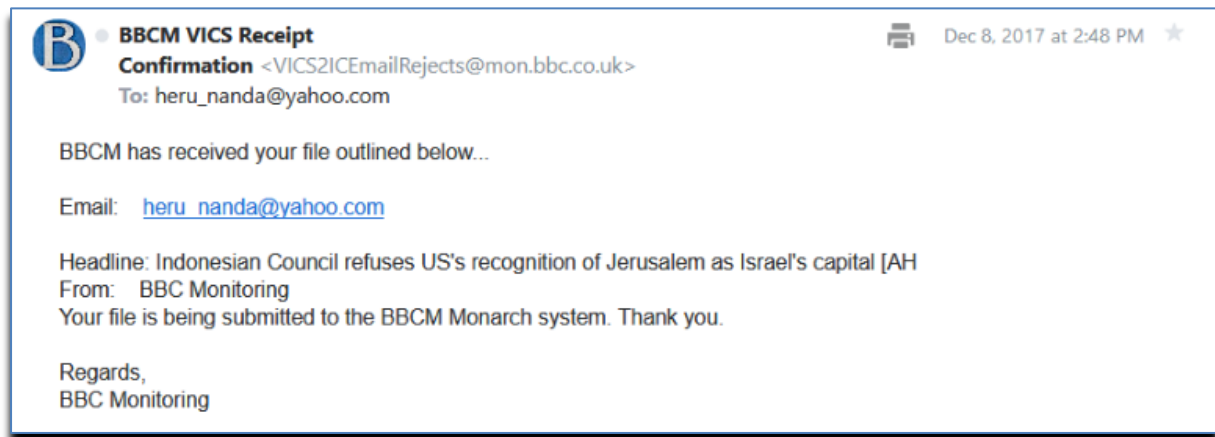 B
BBCM VICS Receipt
Confirmation <VICS2ICEmailRejects@mon.bbc.co.uk>
Dec 8, 2017 at 2:48 PM
To: heru_nanda@yahoo.com
BBCM has received your file outlined below...
Email: heru_nanda@yahoo.com
Headline: Indonesian Council refuses US's recognition of Jerusalem as Israel's capital [AH
From: BBC Monitoring
Your file is being submitted to the BBCM Monarch system. Thank you.
Regards,
BBC Monitoring